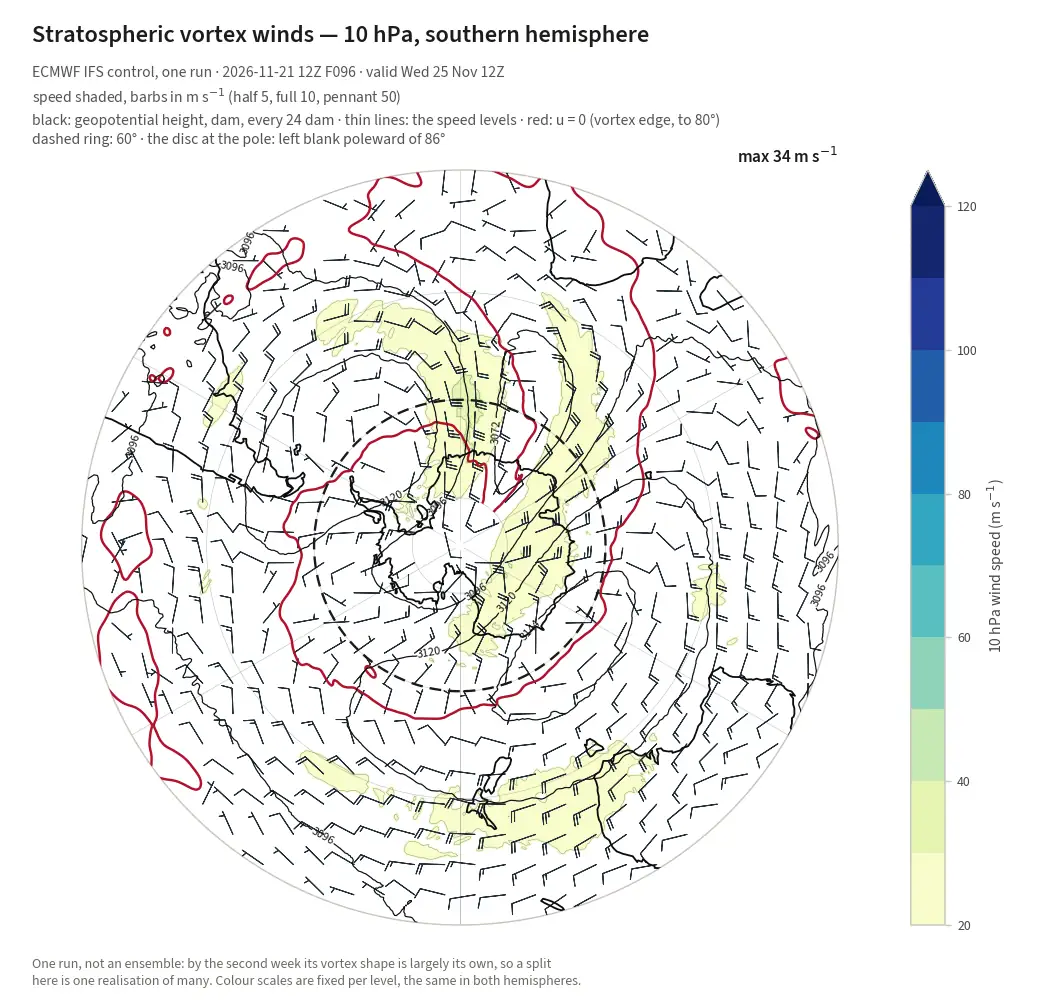 Stratospheric vortex winds — 10 hPa, southern hemisphere
ECMWF IFS control, one run · 2026-11-21 12Z F096 · valid Wed 25 Nov 12Z
speed shaded, barbs in m s⁻¹ (half 5, full 10, pennant 50)
black: geopotential height, dam, every 24 dam · thin lines: the speed levels · red: u = 0 (vortex edge, to 80°)
dashed ring: 60° · the disc at the pole: left blank poleward of 86°
max 34 m s⁻¹
120
100
80
60
40
20
10 hPa wind speed (m s⁻¹)
3096
3096
3096
3072
3120
3096
3096
3120
3120
3096
3096
3096
One run, not an ensemble: by the second week its vortex shape is largely its own, so a split
here is one realisation of many. Colour scales are fixed per level, the same in both hemispheres.